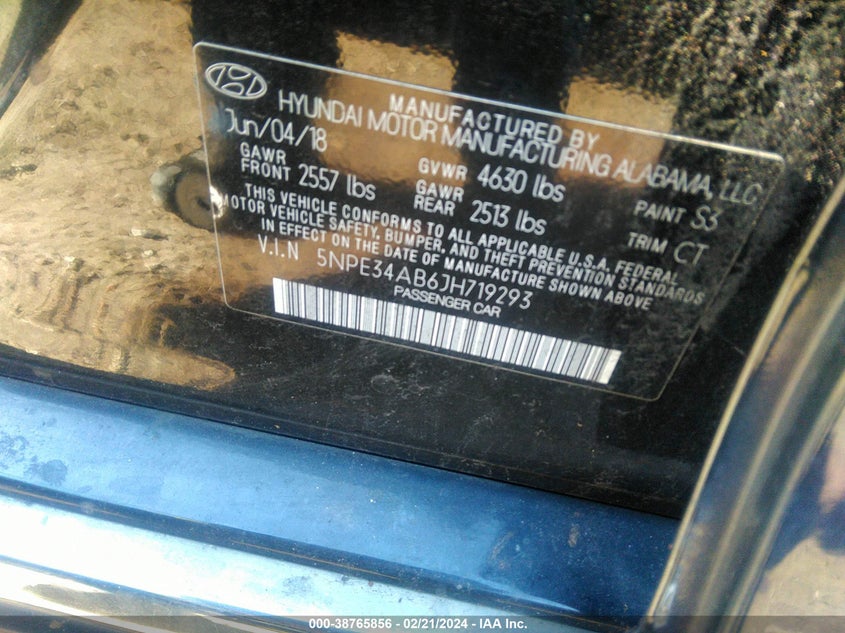 MANUFACTURED BY
HYUNDAI MOTOR MANUFACTURING ALABAMA, LLC
Jun/04/18
GVWR 4630 lbs
PAINT S3
GAWR FRONT 2557 lbs
GAWR REAR 2513 lbs
TRIM CT
THIS VEHICLE CONFORMS TO ALL APPLICABLE U.S.A. FEDERAL
MOTOR VEHICLE SAFETY, BUMPER, AND THEFT PREVENTION STANDARDS
IN EFFECT ON THE DATE OF MANUFACTURE SHOWN ABOVE
V.I.N 5NPE34AB6JH719293
PASSENGER CAR
000-38765856 - 02/21/2024 - IAA Inc.